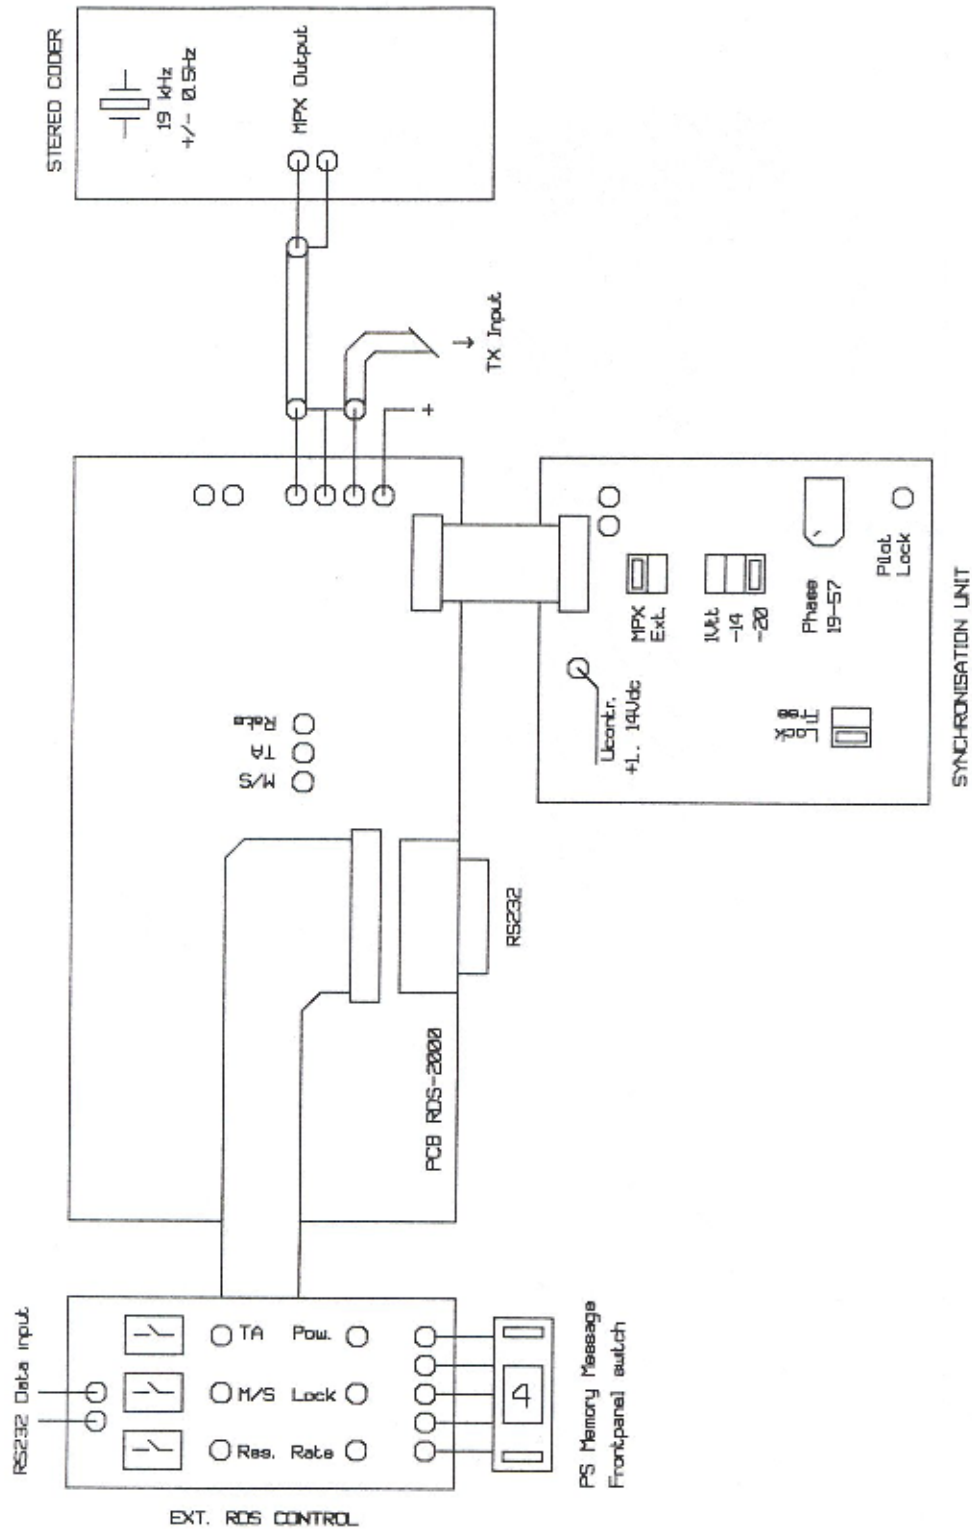 STEREO CODER
19 kHz
+/- 0.5Hz
MPX Output
TX Input
+
Rate
TA
M/S
RS232
PCB RDS-2000
MPX
Ext.
1Vtt
-14
-20
Phase
19-57
Pilot
Lock
Ucontr.
+1.. 14Vdc
Free
Lock
SYNCHRONISATION UNIT
RS232 Data input
TA Pow.
M/S Lock
Res. Rate
4
PS Memory Message
Frontpanel switch
EXT. RDS CONTROL